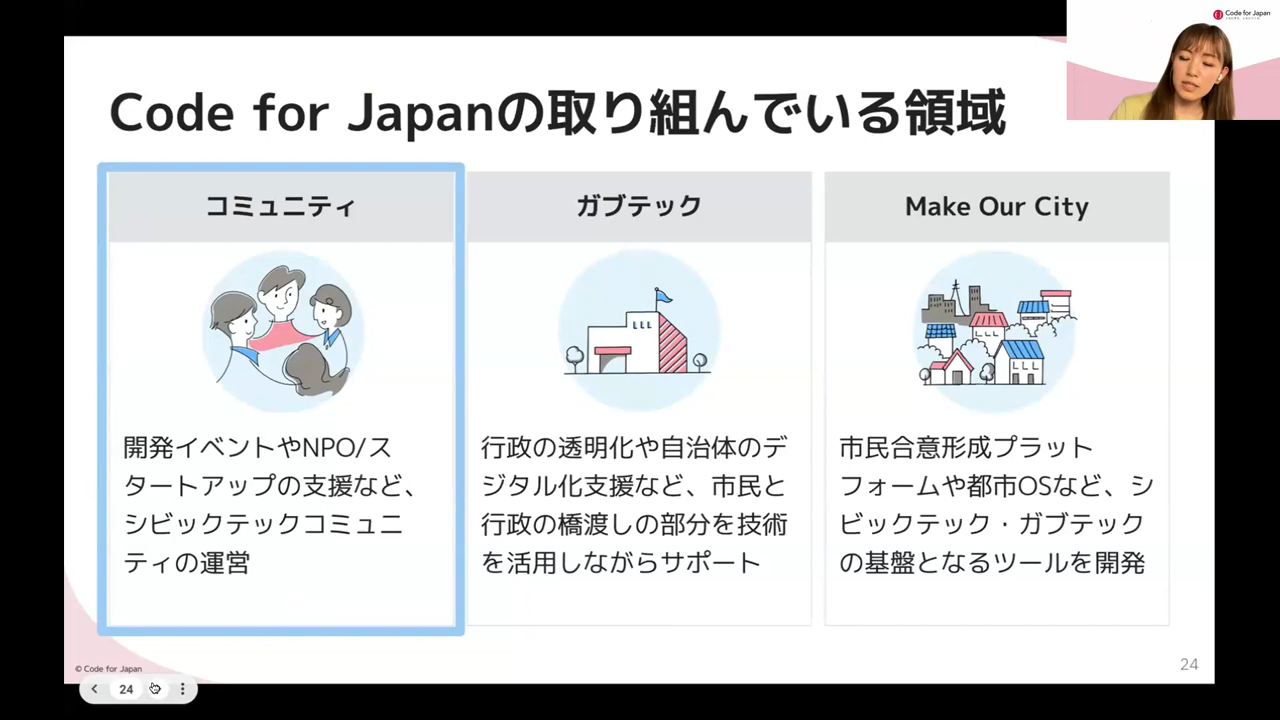 Code for Japan
Code for Japanの取り組んでいる領域
コミュニティ
開発イベントやNPO/ス
タートアップの支援など、
シビックテックコミュニ
ティの運営
ガブテック
行政の透明化や自治体のデ
ジタル化支援など、市民と
行政の橋渡しの部分を技術
を活用しながらサポート
Make Our City
市民合意形成プラット
フォームや都市OSなど、シ
ビックテック・ガブテック
の基盤となるツールを開発
© Code for Japan
24
24